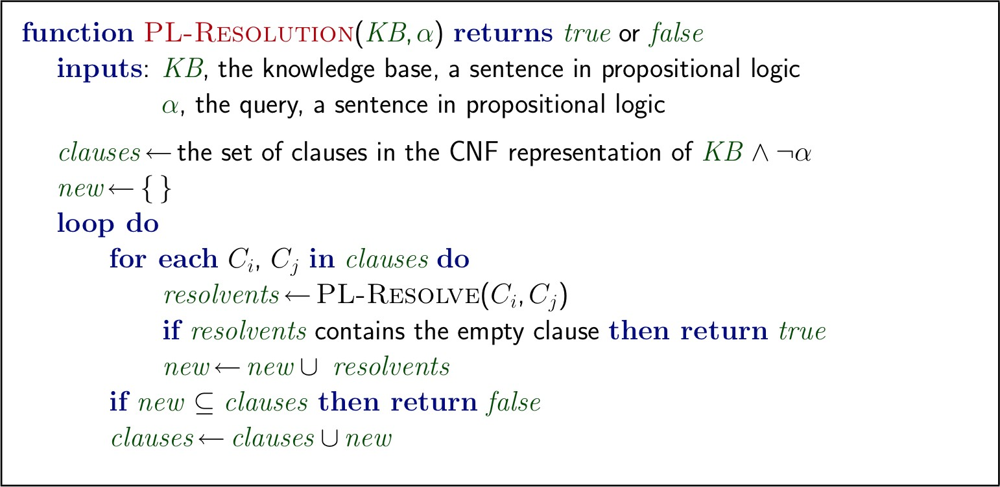 function PL-RESOLUTION(KB, α) returns true or false
inputs: KB, the knowledge base, a sentence in propositional logic
α, the query, a sentence in propositional logic
clauses ← the set of clauses in the CNF representation of KB ∧ ¬α
new ← { }
loop do
for each Ci, Cj in clauses do
resolvents ← PL-RESOLVE(Ci, Cj)
if resolvents contains the empty clause then return true
new ← new ∪ resolvents
if new ⊆ clauses then return false
clauses ← clauses ∪ new